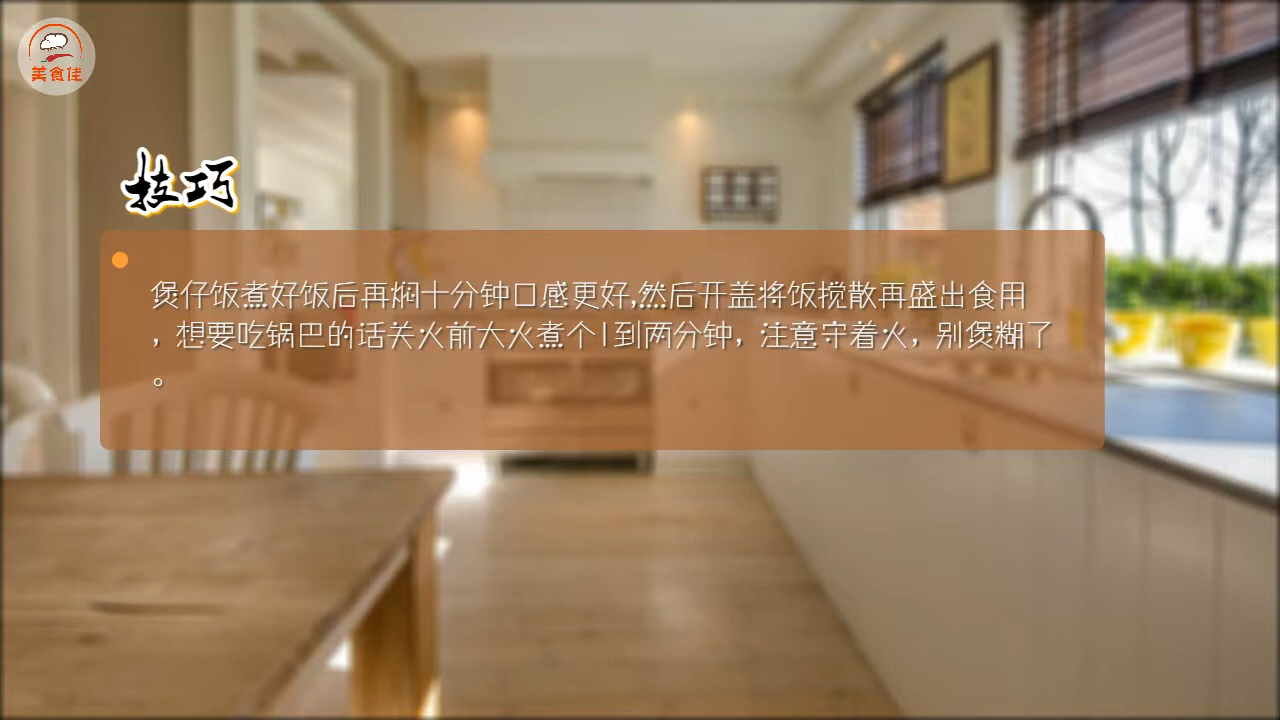 美食佳
技巧
煲仔饭煮好饭后再焖十分钟口感更好,然后开盖将饭搅散再盛出食用
，想要吃锅巴的话关火前大火煮个1到两分钟，注意守着火，别煲糊了
。